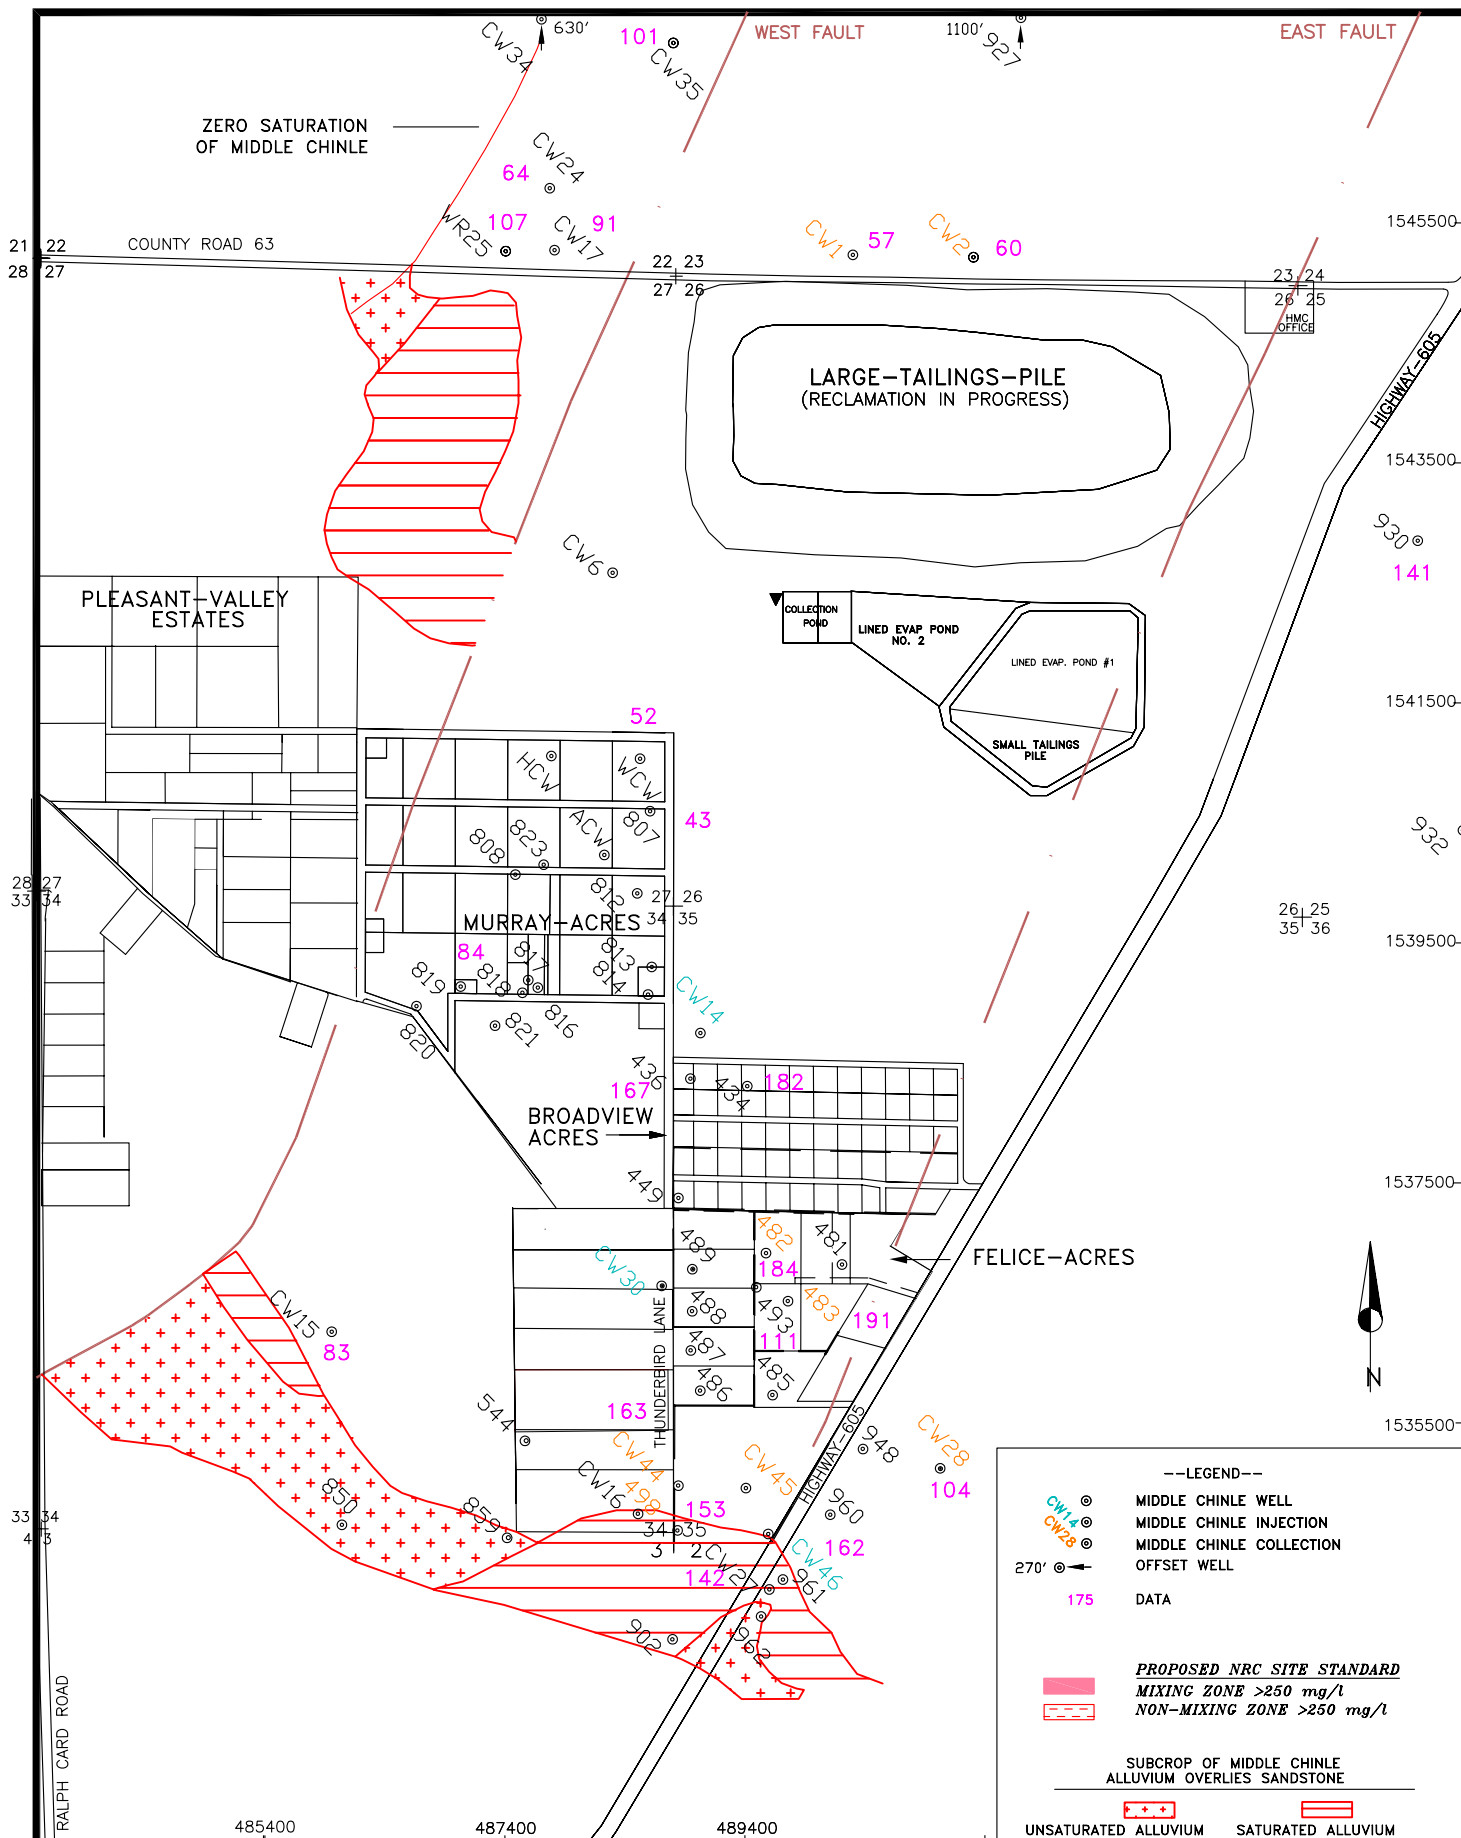 630'
1100'
101
CW34
CW35
WEST FAULT
927
EAST FAULT
ZERO SATURATION
OF MIDDLE CHINLE
64
CW24
107
91
WR25
CW17
CW1
57
CW2
60
1545500
COUNTY ROAD 63
21 22
28 27
22 23
27 26
23 24
26 25
HMC
OFFICE
HIGHWAY-605
LARGE-TAILINGS-PILE
(RECLAMATION IN PROGRESS)
1543500
CW6
930
141
PLEASANT-VALLEY
ESTATES
COLLECTION
POND
LINED EVAP POND
NO. 2
LINED EVAP. POND #1
SMALL TAILINGS
PILE
1541500
52
HCW
WCW
43
808
823
ACW
807
932
812
28 27
33 34
27 26
34 35
26 25
35 36
MURRAY-ACRES
1539500
84
819
818
817
813
814
CW14
820
821
816
436
434
182
167
BROADVIEW
ACRES
449
1537500
482
481
489
CW30
184
FELICE-ACRES
488
493
483
191
CW15
83
487
111
486
485
THUNDERBIRD LANE
163
544
HIGHWAY-605
948
CW28
104
1535500
CW44
498
CW16
CW45
153
960
162
850
859
33 34
4 3
34 35
3 2
CW27
142
CW46
961
902
962
N
--LEGEND--
CW14
MIDDLE CHINLE WELL
MIDDLE CHINLE INJECTION
CW28
MIDDLE CHINLE COLLECTION
270'
OFFSET WELL
175
DATA
PROPOSED NRC SITE STANDARD
MIXING ZONE >250 mg/l
NON-MIXING ZONE >250 mg/l
SUBCROP OF MIDDLE CHINLE
ALLUVIUM OVERLIES SANDSTONE
UNSATURATED ALLUVIUM
SATURATED ALLUVIUM
RALPH CARD ROAD
485400
487400
489400